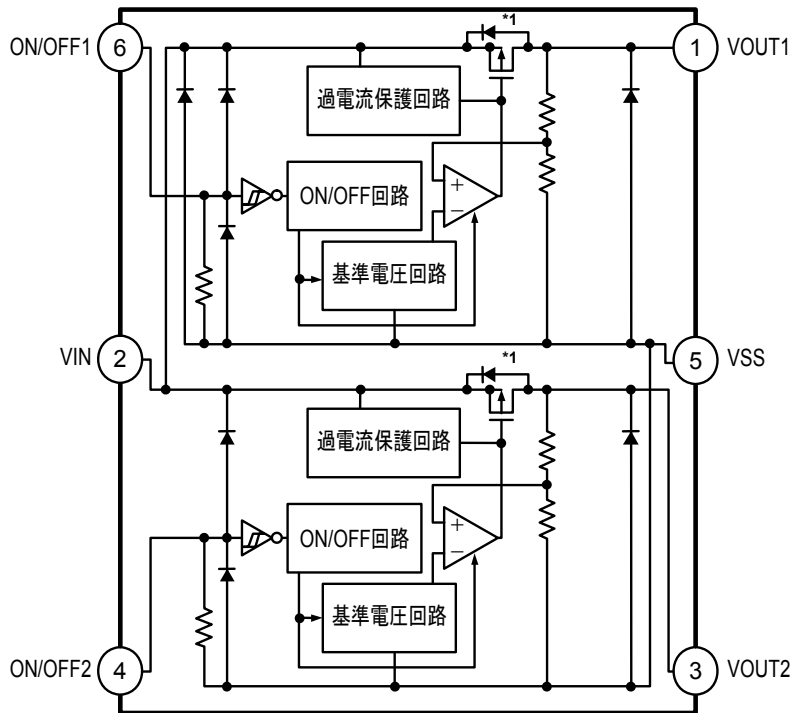 ON/OFF1 6
*1
1 VOUT1
過電流保護回路
+
−
ON/OFF回路
基準電圧回路
VIN 2
5 VSS
*1
過電流保護回路
+
−
ON/OFF回路
基準電圧回路
ON/OFF2 4
3 VOUT2